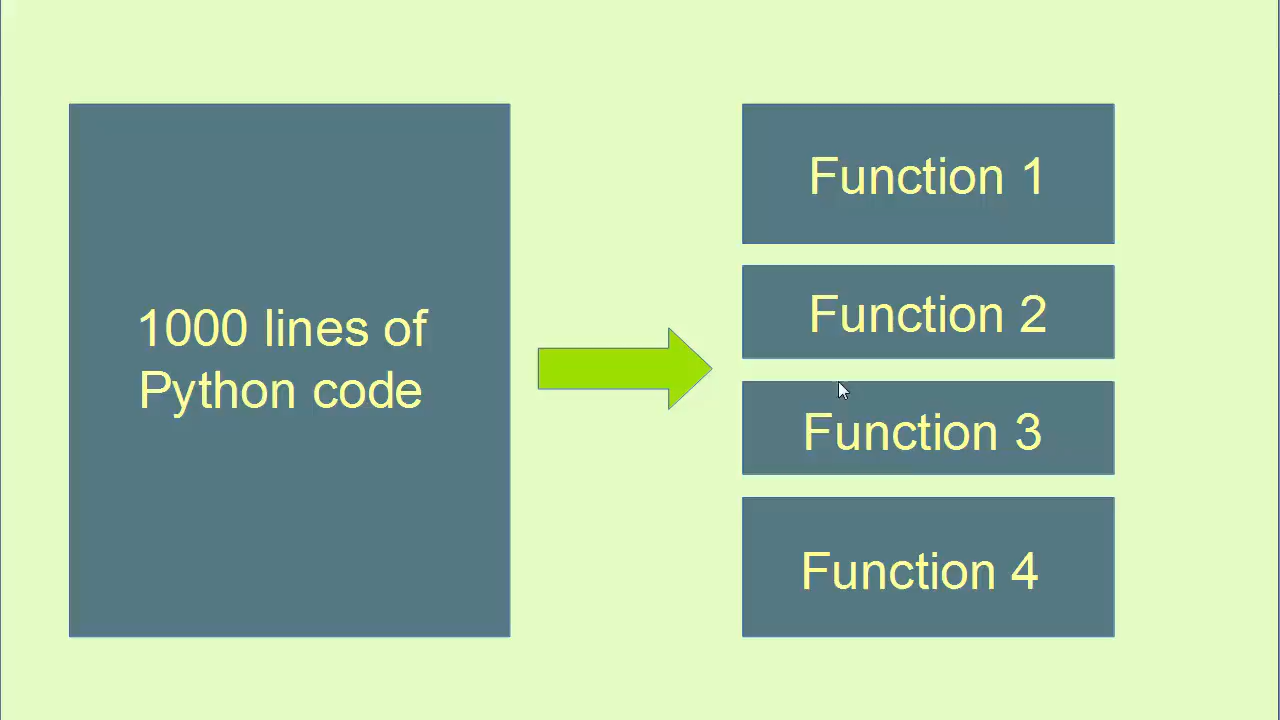 1000 lines of
Python code
Function 1
Function 2
Function 3
Function 4